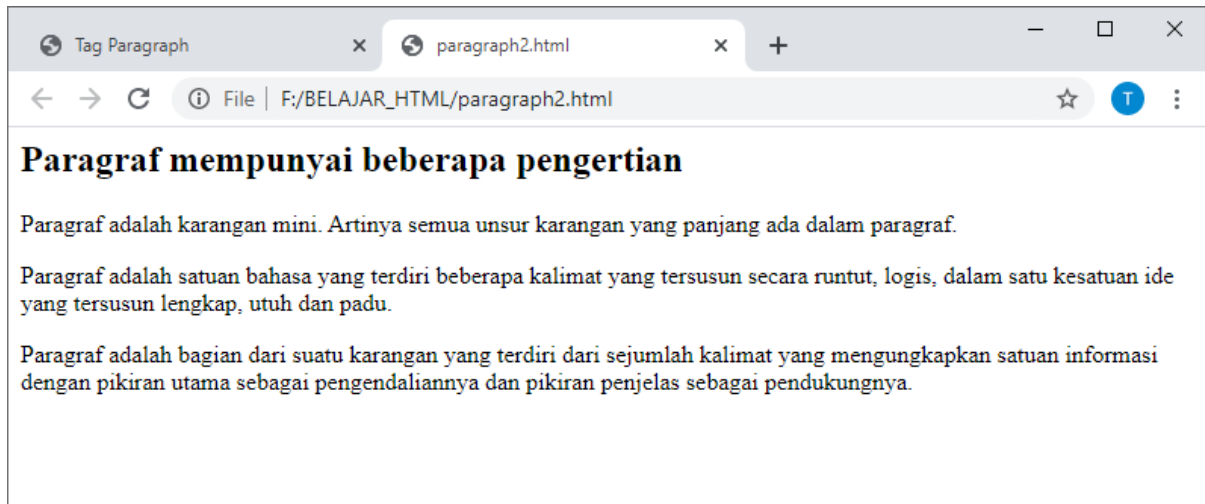 Tag Paragraph
paragraph2.html
File | F:/BELAJAR_HTML/paragraph2.html
T
Paragraf mempunyai beberapa pengertian
Paragraf adalah karangan mini. Artinya semua unsur karangan yang panjang ada dalam paragraf.
Paragraf adalah satuan bahasa yang terdiri beberapa kalimat yang tersusun secara runtut, logis, dalam satu kesatuan ide
yang tersusun lengkap, utuh dan padu.
Paragraf adalah bagian dari suatu karangan yang terdiri dari sejumlah kalimat yang mengungkapkan satuan informasi
dengan pikiran utama sebagai pengendaliannya dan pikiran penjelas sebagai pendukungnya.